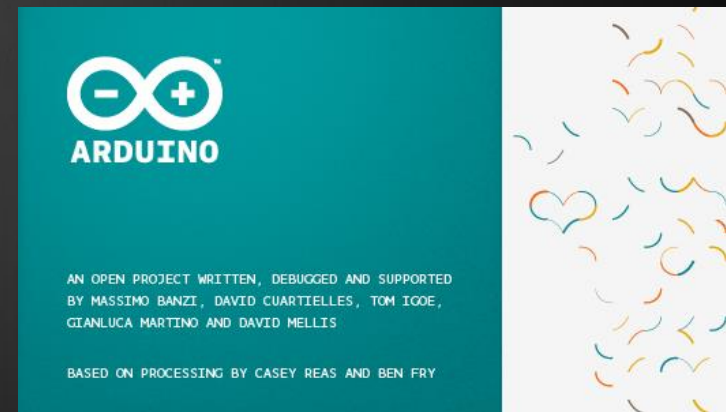 TM
ARDUINO
AN OPEN PROJECT WRITTEN, DEBUGGED AND SUPPORTED
BY MASSIMO BANZI, DAVID CUARTIELLES, TOM IGOE,
GIANLUCA MARTINO AND DAVID MELLIS
BASED ON PROCESSING BY CASEY REAS AND BEN FRY